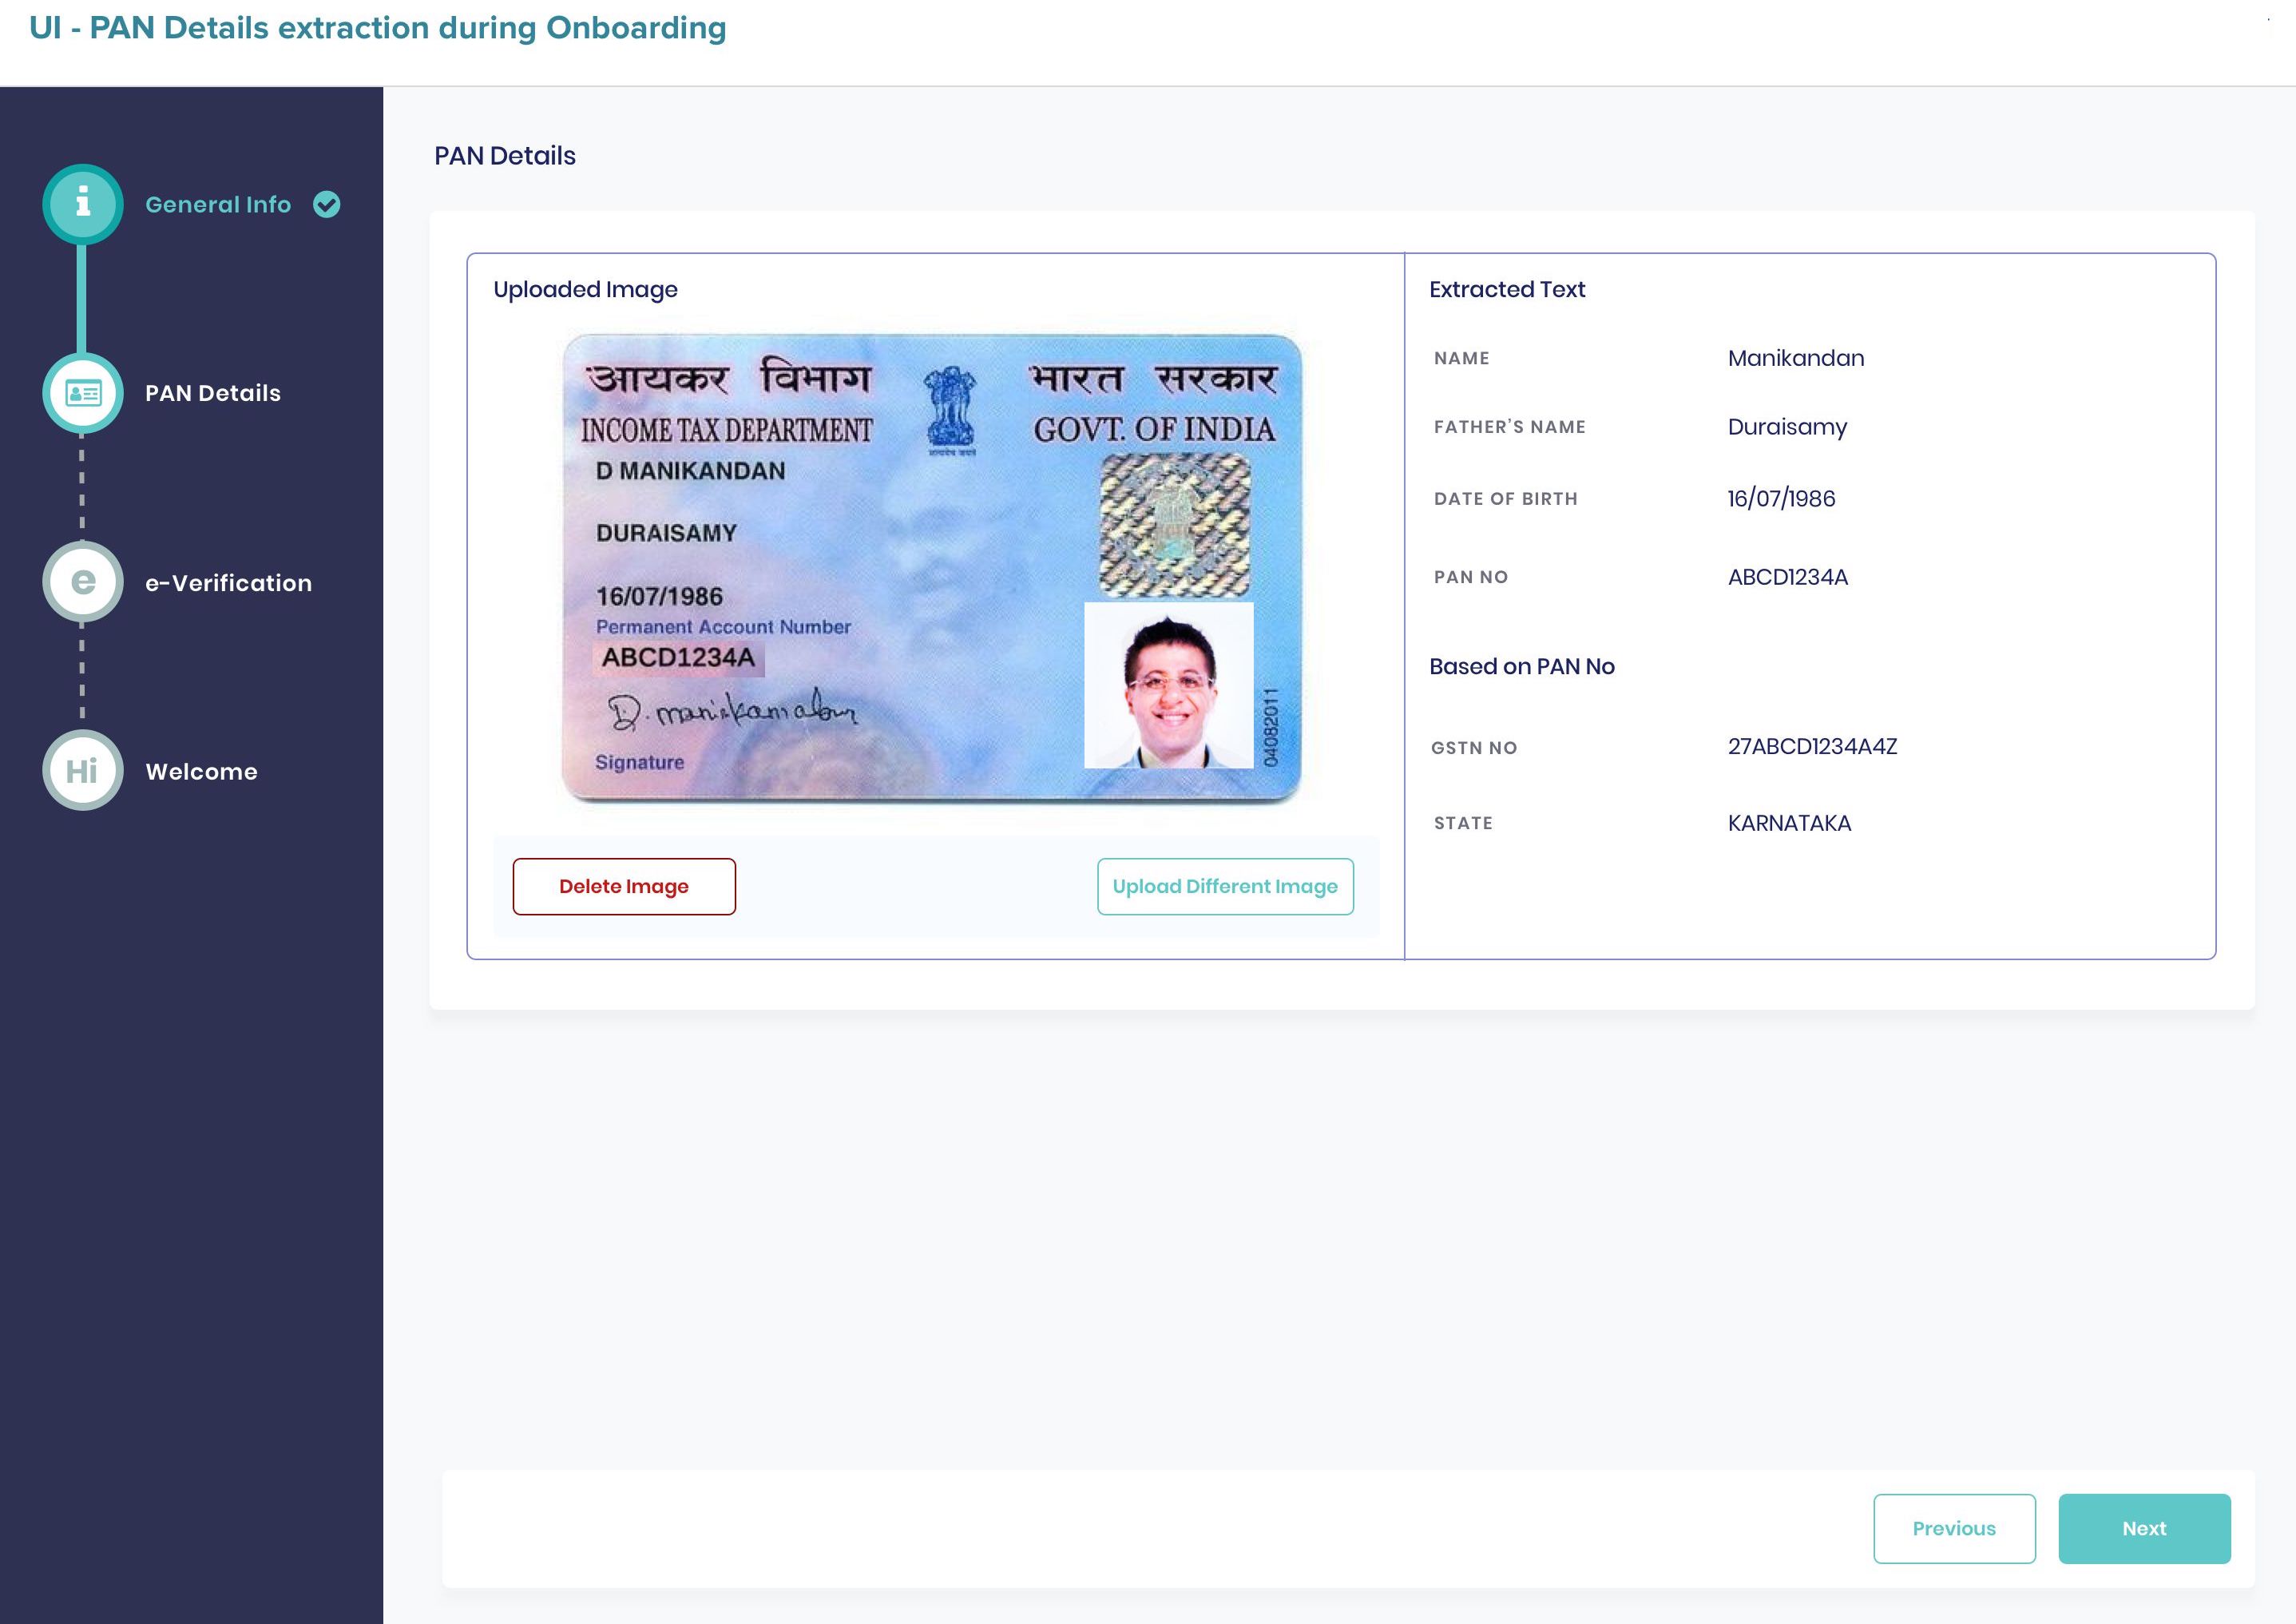 UI - PAN Details extraction during Onboarding
i General Info
PAN Details
e e-Verification
Hi Welcome
PAN Details
Uploaded Image
आयकर विभाग भारत सरकार
INCOME TAX DEPARTMENT GOVT. OF INDIA
सत्यमेव जयते
D MANIKANDAN
DURAISAMY
16/07/1986
Permanent Account Number
ABCD1234A
D. manikandan
Signature
04082011
Delete Image Upload Different Image
Extracted Text
NAME Manikandan
FATHER'S NAME Duraisamy
DATE OF BIRTH 16/07/1986
PAN NO ABCD1234A
Based on PAN No
GSTN NO 27ABCD1234A4Z
STATE KARNATAKA
Previous Next